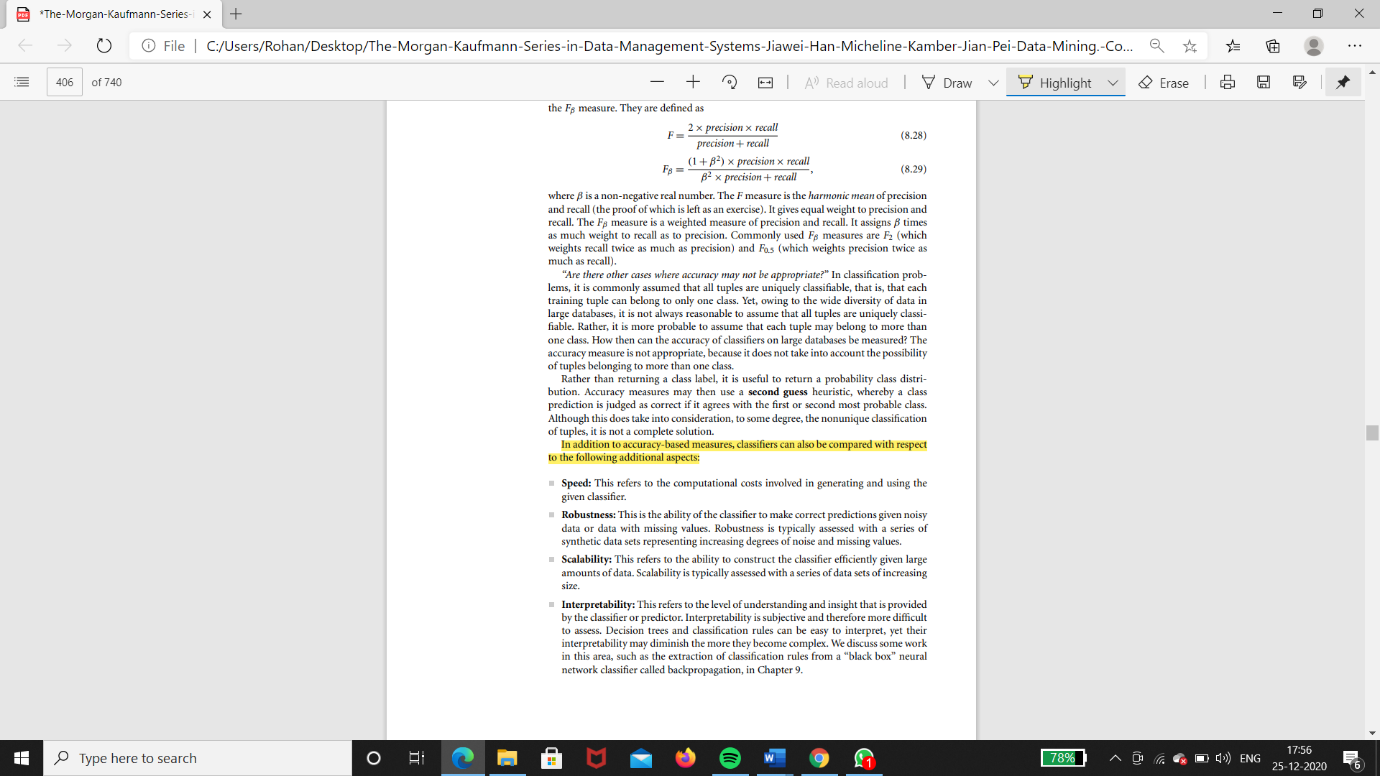 *The-Morgan-Kaufmann-Series-
File | C:/Users/Rohan/Desktop/The-Morgan-Kaufmann-Series-in-Data-Management-Systems-Jiawei-Han-Micheline-Kamber-Jian-Pei-Data-Mining.-Co...
406 of 740 Read aloud Draw Highlight Erase
the Fβ measure. They are defined as
F = 2 × precision × recall / precision + recall (8.28)
Fβ = (1 + β²) × precision × recall / β² × precision + recall, (8.29)
where β is a non-negative real number. The F measure is the harmonic mean of precision
and recall (the proof of which is left as an exercise). It gives equal weight to precision and
recall. The Fβ measure is a weighted measure of precision and recall. It assigns β times
as much weight to recall as to precision. Commonly used Fβ measures are F₂ (which
weights recall twice as much as precision) and F₀.₅ (which weights precision twice as
much as recall).
“Are there other cases where accuracy may not be appropriate?” In classification prob-
lems, it is commonly assumed that all tuples are uniquely classifiable, that is, that each
training tuple can belong to only one class. Yet, owing to the wide diversity of data in
large databases, it is not always reasonable to assume that all tuples are uniquely classi-
fiable. Rather, it is more probable to assume that each tuple may belong to more than
one class. How then can the accuracy of classifiers on large databases be measured? The
accuracy measure is not appropriate, because it does not take into account the possibility
of tuples belonging to more than one class.
Rather than returning a class label, it is useful to return a probability class distri-
bution. Accuracy measures may then use a second guess heuristic, whereby a class
prediction is judged as correct if it agrees with the first or second most probable class.
Although this does take into consideration, to some degree, the nonunique classification
of tuples, it is not a complete solution.
In addition to accuracy-based measures, classifiers can also be compared with respect
to the following additional aspects:
Speed: This refers to the computational costs involved in generating and using the
given classifier.
Robustness: This is the ability of the classifier to make correct predictions given noisy
data or data with missing values. Robustness is typically assessed with a series of
synthetic data sets representing increasing degrees of noise and missing values.
Scalability: This refers to the ability to construct the classifier efficiently given large
amounts of data. Scalability is typically assessed with a series of data sets of increasing
size.
Interpretability: This refers to the level of understanding and insight that is provided
by the classifier or predictor. Interpretability is subjective and therefore more difficult
to assess. Decision trees and classification rules can be easy to interpret, yet their
interpretability may diminish the more they become complex. We discuss some work
in this area, such as the extraction of classification rules from a “black box” neural
network classifier called backpropagation, in Chapter 9.
Type here to search
1
78%
ENG
17:56
25-12-2020
6